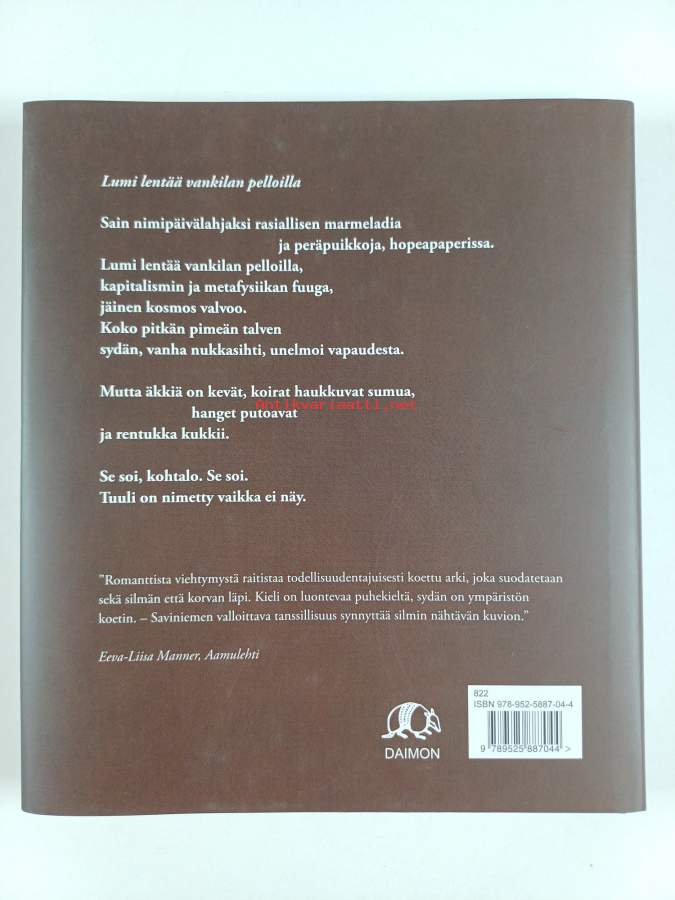 Lumi lentää vankilan pelloilla
Sain nimipäivälahjaksi rasiallisen marmeladia
ja peräpuikkoja, hopeapaperissa.
Lumi lentää vankilan pelloilla,
kapitalismin ja metafysiikan fuuga,
jäinen kosmos valvoo.
Koko pitkän pimeän talven
sydän, vanha nukkasihti, unelmoi vapaudesta.
Mutta äkkiä on kevät, koirat haukkuvat sumua,
Antikvariaatti.net
hanget putoavat
ja rentukka kukkii.
Se soi, kohtalo. Se soi.
Tuuli on nimetty vaikka ei näy.
”Romanttista viehtymystä raitistaa todellisuudentajuisesti koettu arki, joka suodatetaan
sekä silmän että korvan läpi. Kieli on luontevaa puhekieltä, sydän on ympäristön
koetin. – Saviniemen valloittava tanssillisuus synnyttää silmin nähtävän kuvion.”
Eeva-Liisa Manner, Aamulehti
822
ISBN 978-952-5887-04-4
9 789525 887044 >
DAIMON